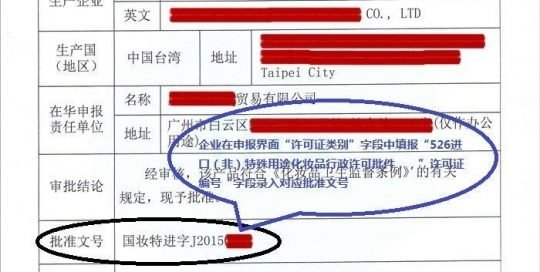 生产企业
英文
CO., LTD
生产国
(地区)
中国台湾
地址
Taipei City
在华申报
责任单位
名称
贸易有限公司
地址
广州市白云区
(仅作办公
用途)
企业在申报界面“许可证类别”字段中填报“526进
口(非)特殊用途化妆品行政许可批件”,“许可证
编号”字段录入对应批准文号
审批结论
经审核,该产品符合《化妆品卫生监督条例》的有关
规定,现予批准
批准文号
国妆特进字J2015